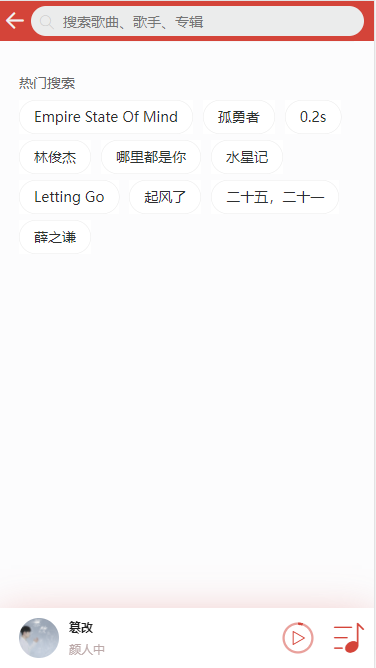 搜索歌曲、歌手、专辑
热门搜索
Empire State Of Mind 孤勇者 0.2s
林俊杰 哪里都是你 水星记
Letting Go 起风了 二十五，二十一
薛之谦
篡改
颜人中